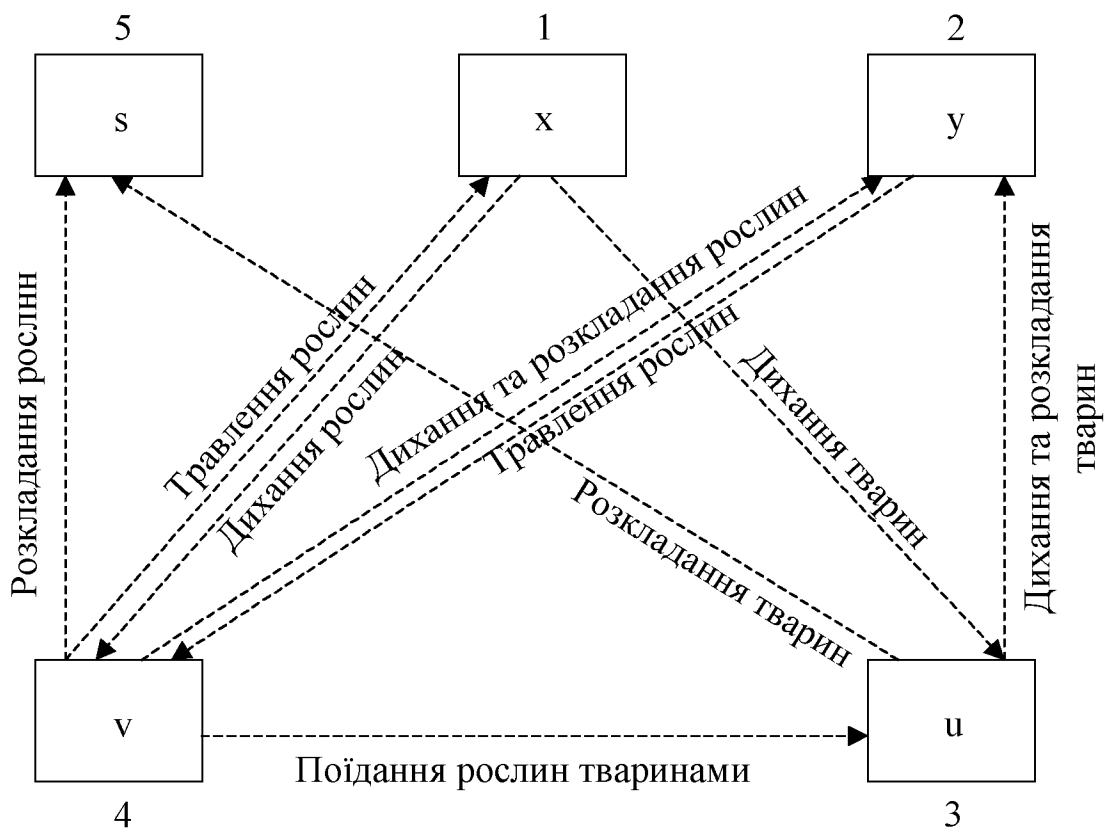 5
1
2
s
x
y
Розкладання рослнн
Травлення рослин
Дихання рослин
Дихання та розкладання рослин
Травлення рослин
Дихання тварин
Розкладання тварин
Дихання та розкладання
тварин
v
u
Поїдання рослин тваринами
4
3